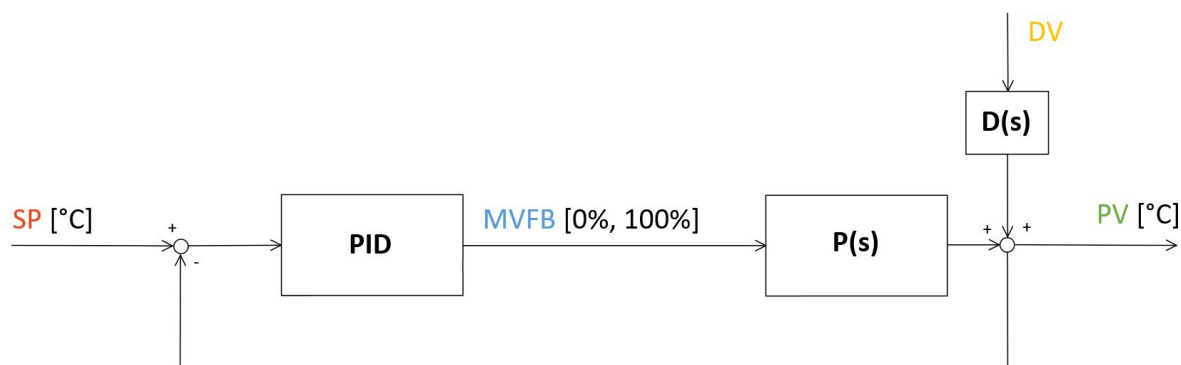 DV
D(s)
SP [°C]
+
-
PID
MVFB [0%, 100%]
P(s)
+
+
PV [°C]